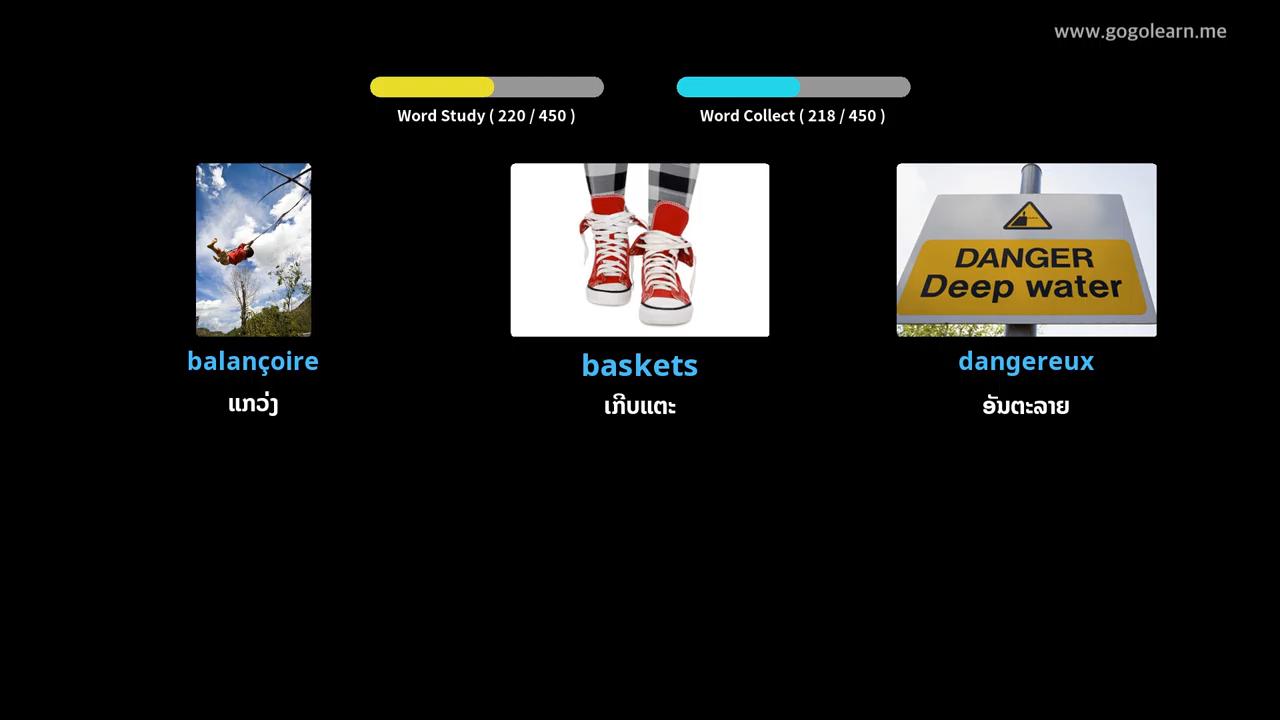 www.gogolearn.me
Word Study ( 220 / 450 )
Word Collect ( 218 / 450 )
DANGER
Deep water
balançoire
baskets
dangereux
ແກວ່ງ
ເກີບແຕະ
ອັນຕະລາຍ